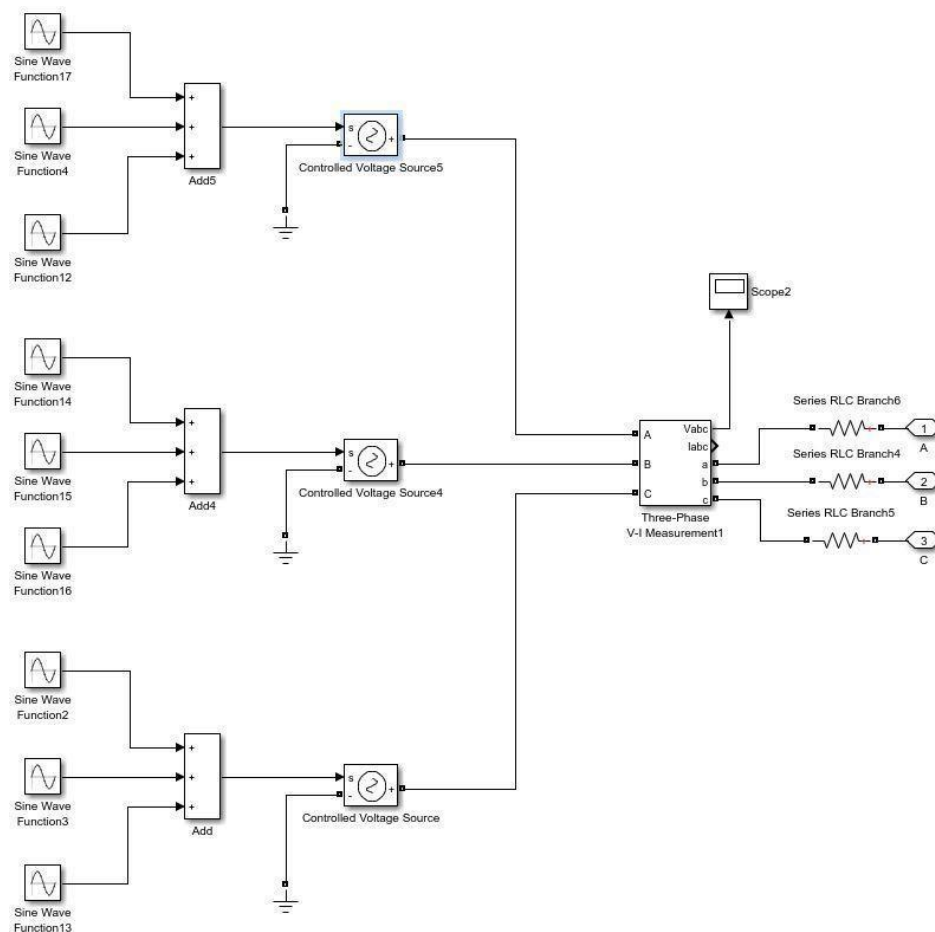 Sine Wave
Function17
+
Sine Wave
Function4
+
+
Add5
s
-
+
Controlled Voltage Source5
Sine Wave
Function12
Scope2
Sine Wave
Function14
+
Sine Wave
Function15
+
+
Add4
s
-
+
Controlled Voltage Source4
Sine Wave
Function16
A
B
C
Vabc
Iabc
a
b
c
Three-Phase
V-I Measurement1
Series RLC Branch6
+
1
A
Series RLC Branch4
+
2
B
Series RLC Branch5
+
3
C
Sine Wave
Function2
+
Sine Wave
Function3
+
+
Add
s
-
+
Controlled Voltage Source
Sine Wave
Function13